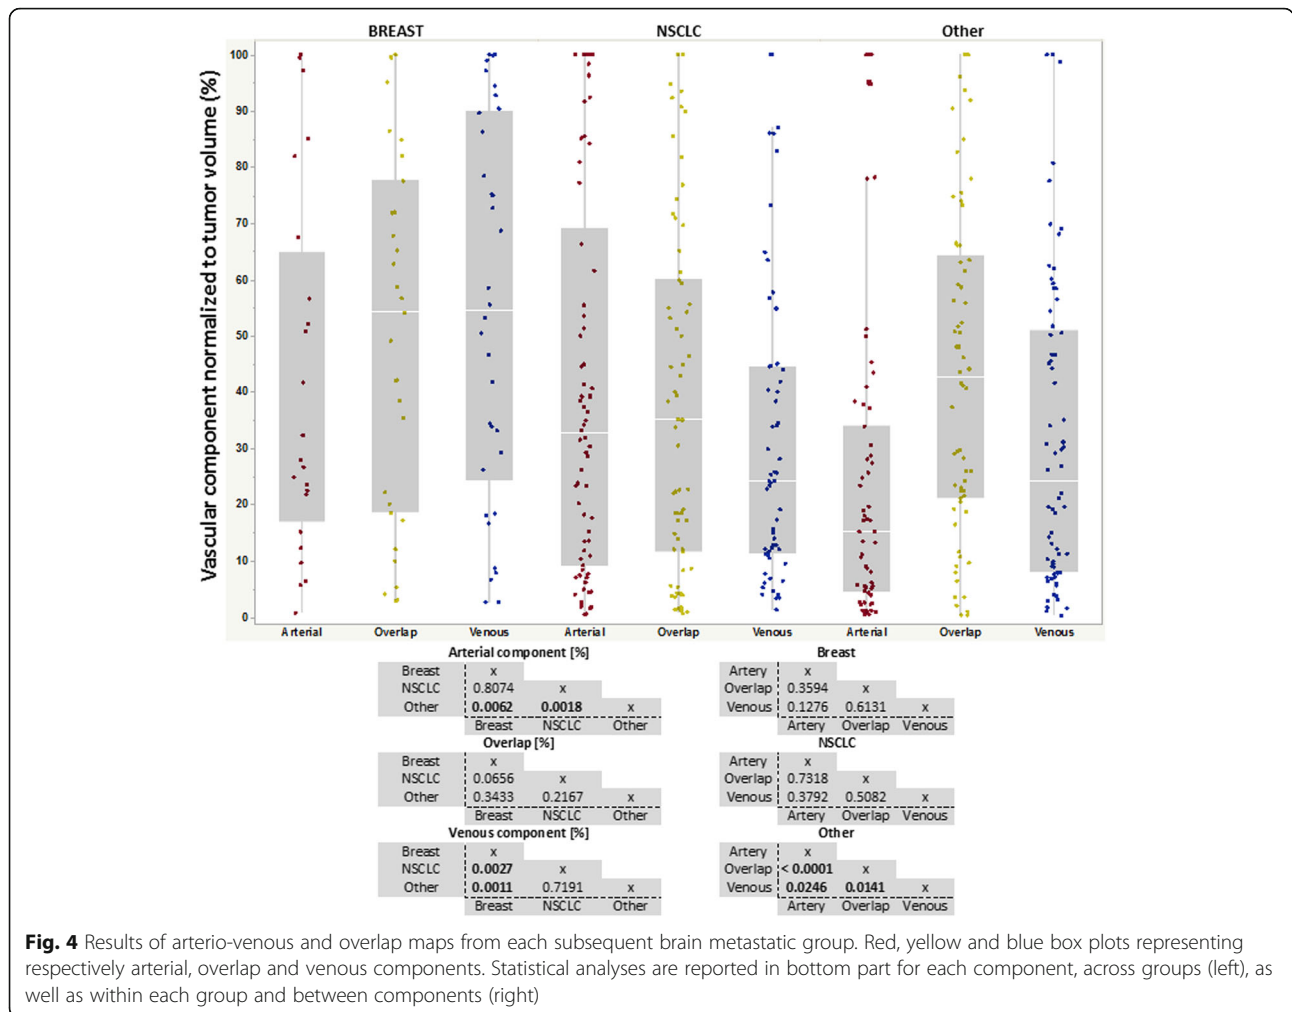 BREAST NSCLC Other
Vascular component normalized to tumor volume (%)
100
90
80
70
60
50
40
30
20
10
0
Arterial Overlap Venous Arterial Overlap Venous Arterial Overlap Venous
Arterial component [%]
Breast x
NSCLC 0.8074 x
Other 0.0062 0.0018 x
Breast NSCLC Other
Overlap [%]
Breast x
NSCLC 0.0656 x
Other 0.3433 0.2167 x
Breast NSCLC Other
Venous component [%]
Breast x
NSCLC 0.0027 x
Other 0.0011 0.7191 x
Breast NSCLC Other
Breast
Artery x
Overlap 0.3594 x
Venous 0.1276 0.6131 x
Artery Overlap Venous
NSCLC
Artery x
Overlap 0.7318 x
Venous 0.3792 0.5082 x
Artery Overlap Venous
Other
Artery x
Overlap < 0.0001 x
Venous 0.0246 0.0141 x
Artery Overlap Venous
Fig. 4 Results of arterio-venous and overlap maps from each subsequent brain metastatic group. Red, yellow and blue box plots representing
respectively arterial, overlap and venous components. Statistical analyses are reported in bottom part for each component, across groups (left), as
well as within each group and between components (right)